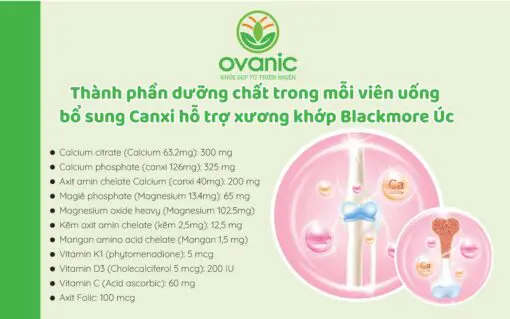 ovanic
KHỎE ĐẸP TỪ THIÊN NHIÊN
Thành phần dưỡng chất trong mỗi viên uống
bổ sung Canxi hỗ trợ xương khớp Blackmore Úc
Calcium citrate (Calcium 63.2mg): 300 mg
Calcium phosphate (canxi 126mg): 325 mg
Axit amin chelate Calcium (canxi 40mg): 200 mg
Magiê phosphate (Magnesium 13.4mg): 65 mg
Magnesium oxide heavy (Magnesium 102.5mg)
Kẽm axit amin chelate (kẽm 2,5mg): 12,5 mg
Mangan amino acid chelate (Mangan 1,5 mg)
Vitamin K1 (phytomenadione): 5 mcg
Vitamin D3 (Cholecalciferol 5 mcg): 200 IU
Vitamin C (Acid ascorbic): 60 mg
Axit Folic: 100 mcg
Ca
Ca